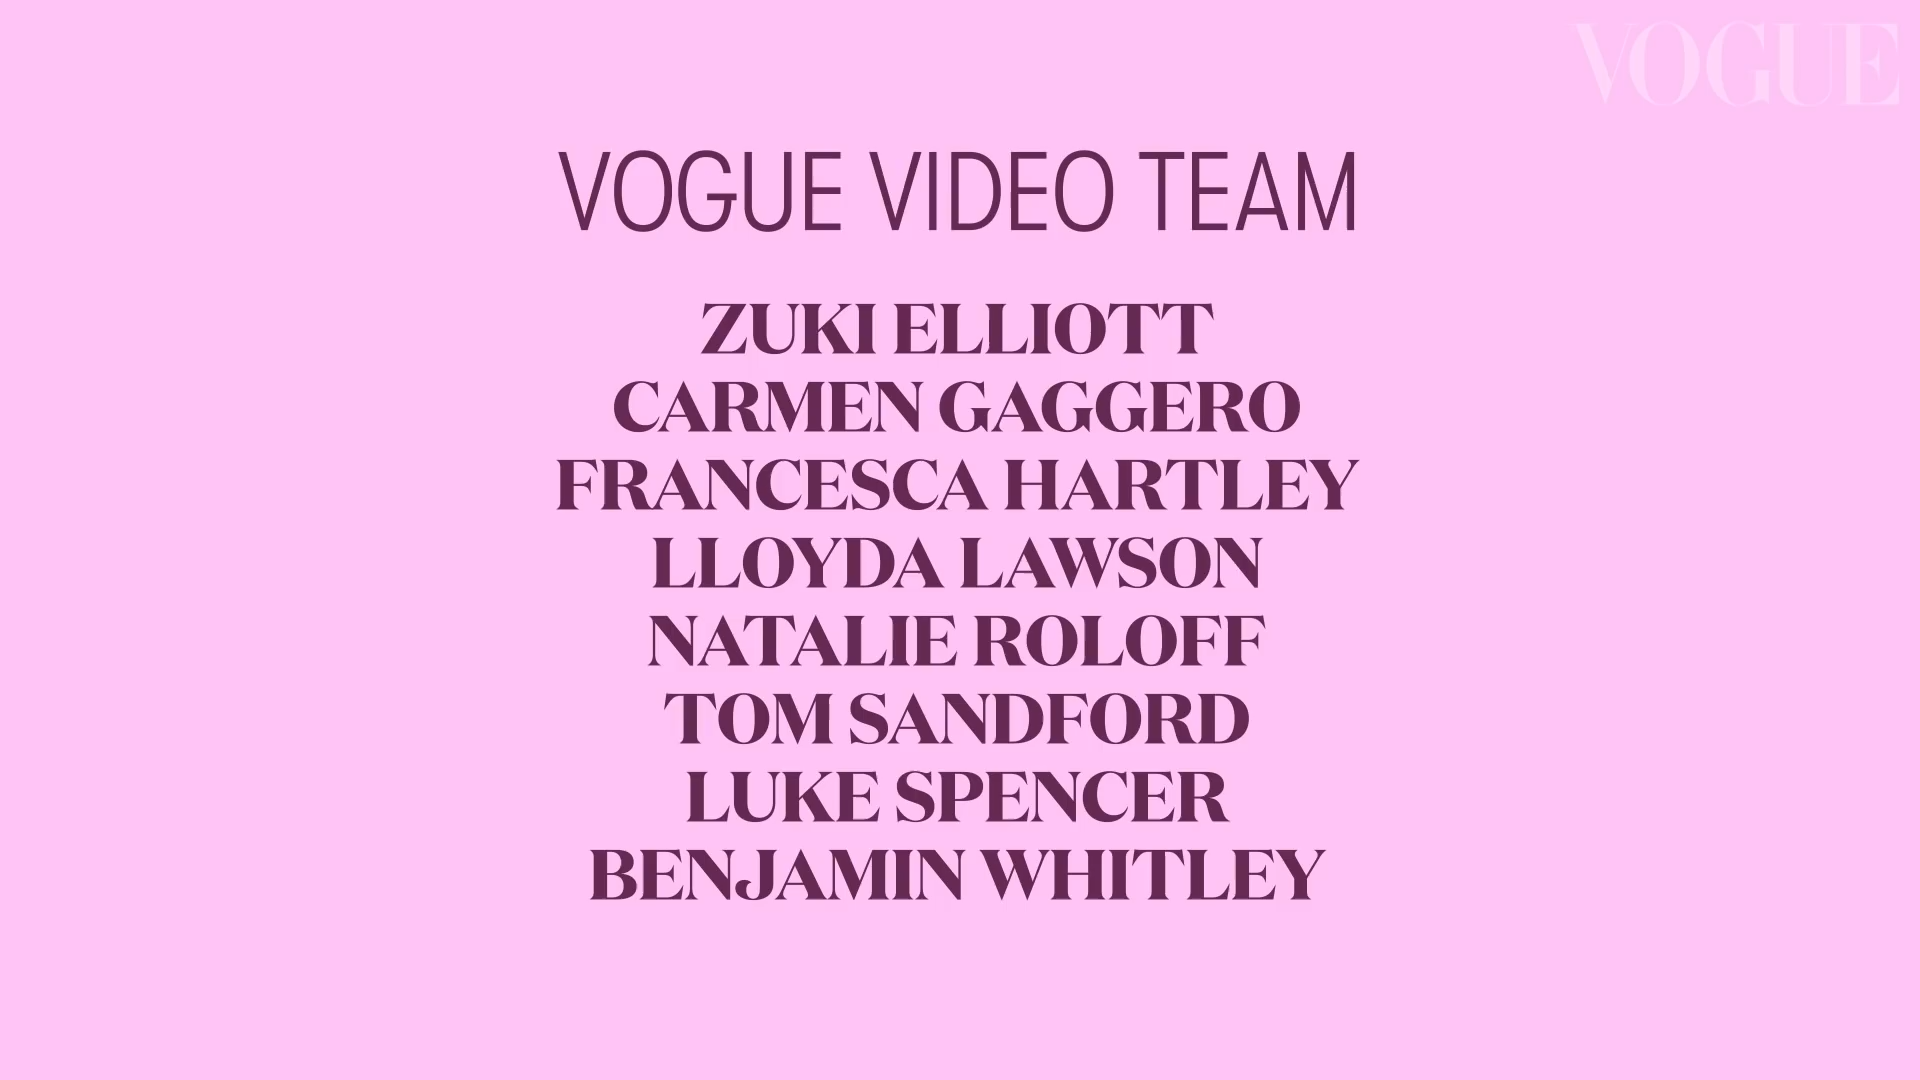 VOGUE
VOGUE VIDEO TEAM
ZUKI ELLIOTT
CARMEN GAGGERO
FRANCESCA HARTLEY
LLOYDA LAWSON
NATALIE ROLOFF
TOM SANDFORD
LUKE SPENCER
BENJAMIN WHITLEY